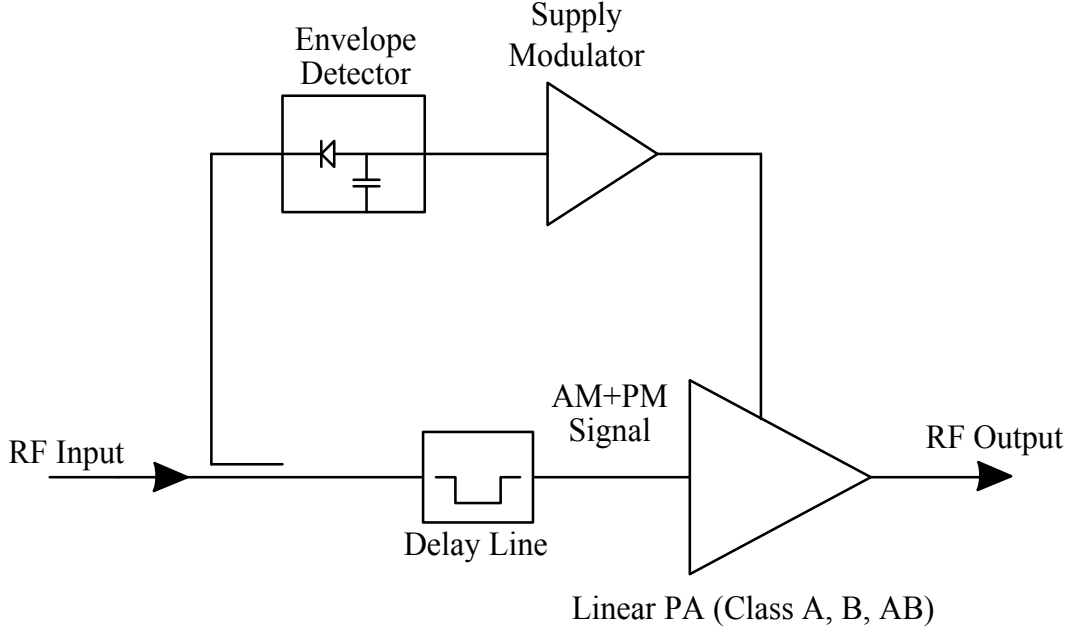 Supply
Modulator
Envelope
Detector
AM+PM
Signal
RF Input
RF Output
Delay Line
Linear PA (Class A, B, AB)